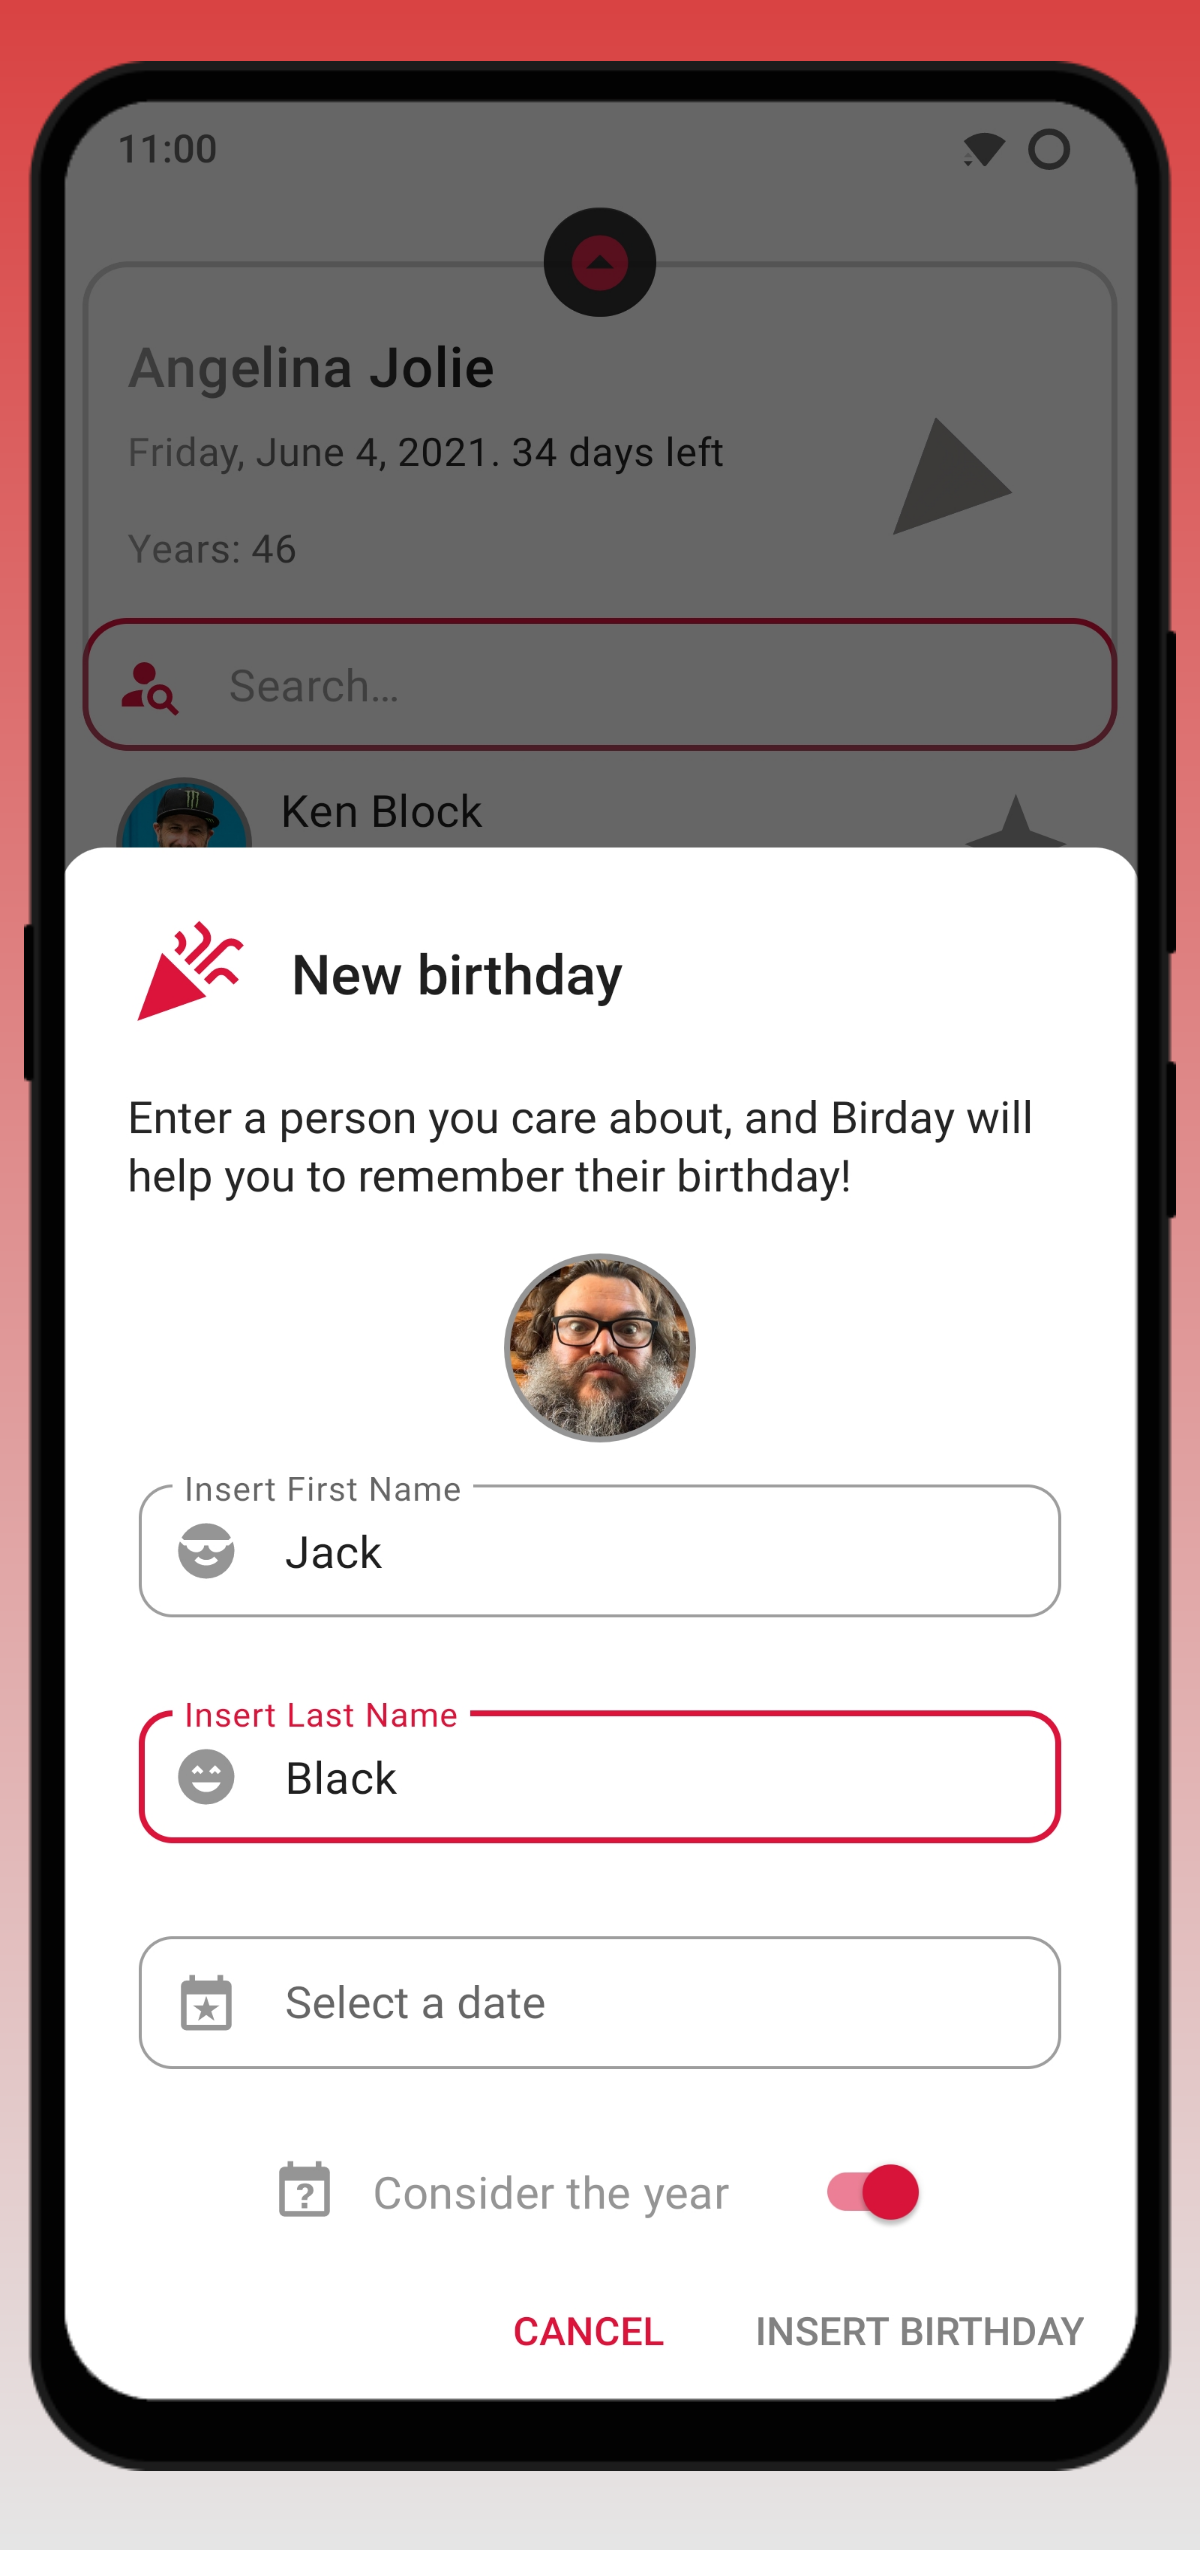 11:00
Angelina Jolie
Friday, June 4, 2021. 34 days left
Years: 46
Search...
Ken Block
New birthday
Enter a person you care about, and Birday will
help you to remember their birthday!
Insert First Name
Jack
Insert Last Name
Black
Select a date
Consider the year
CANCEL INSERT BIRTHDAY